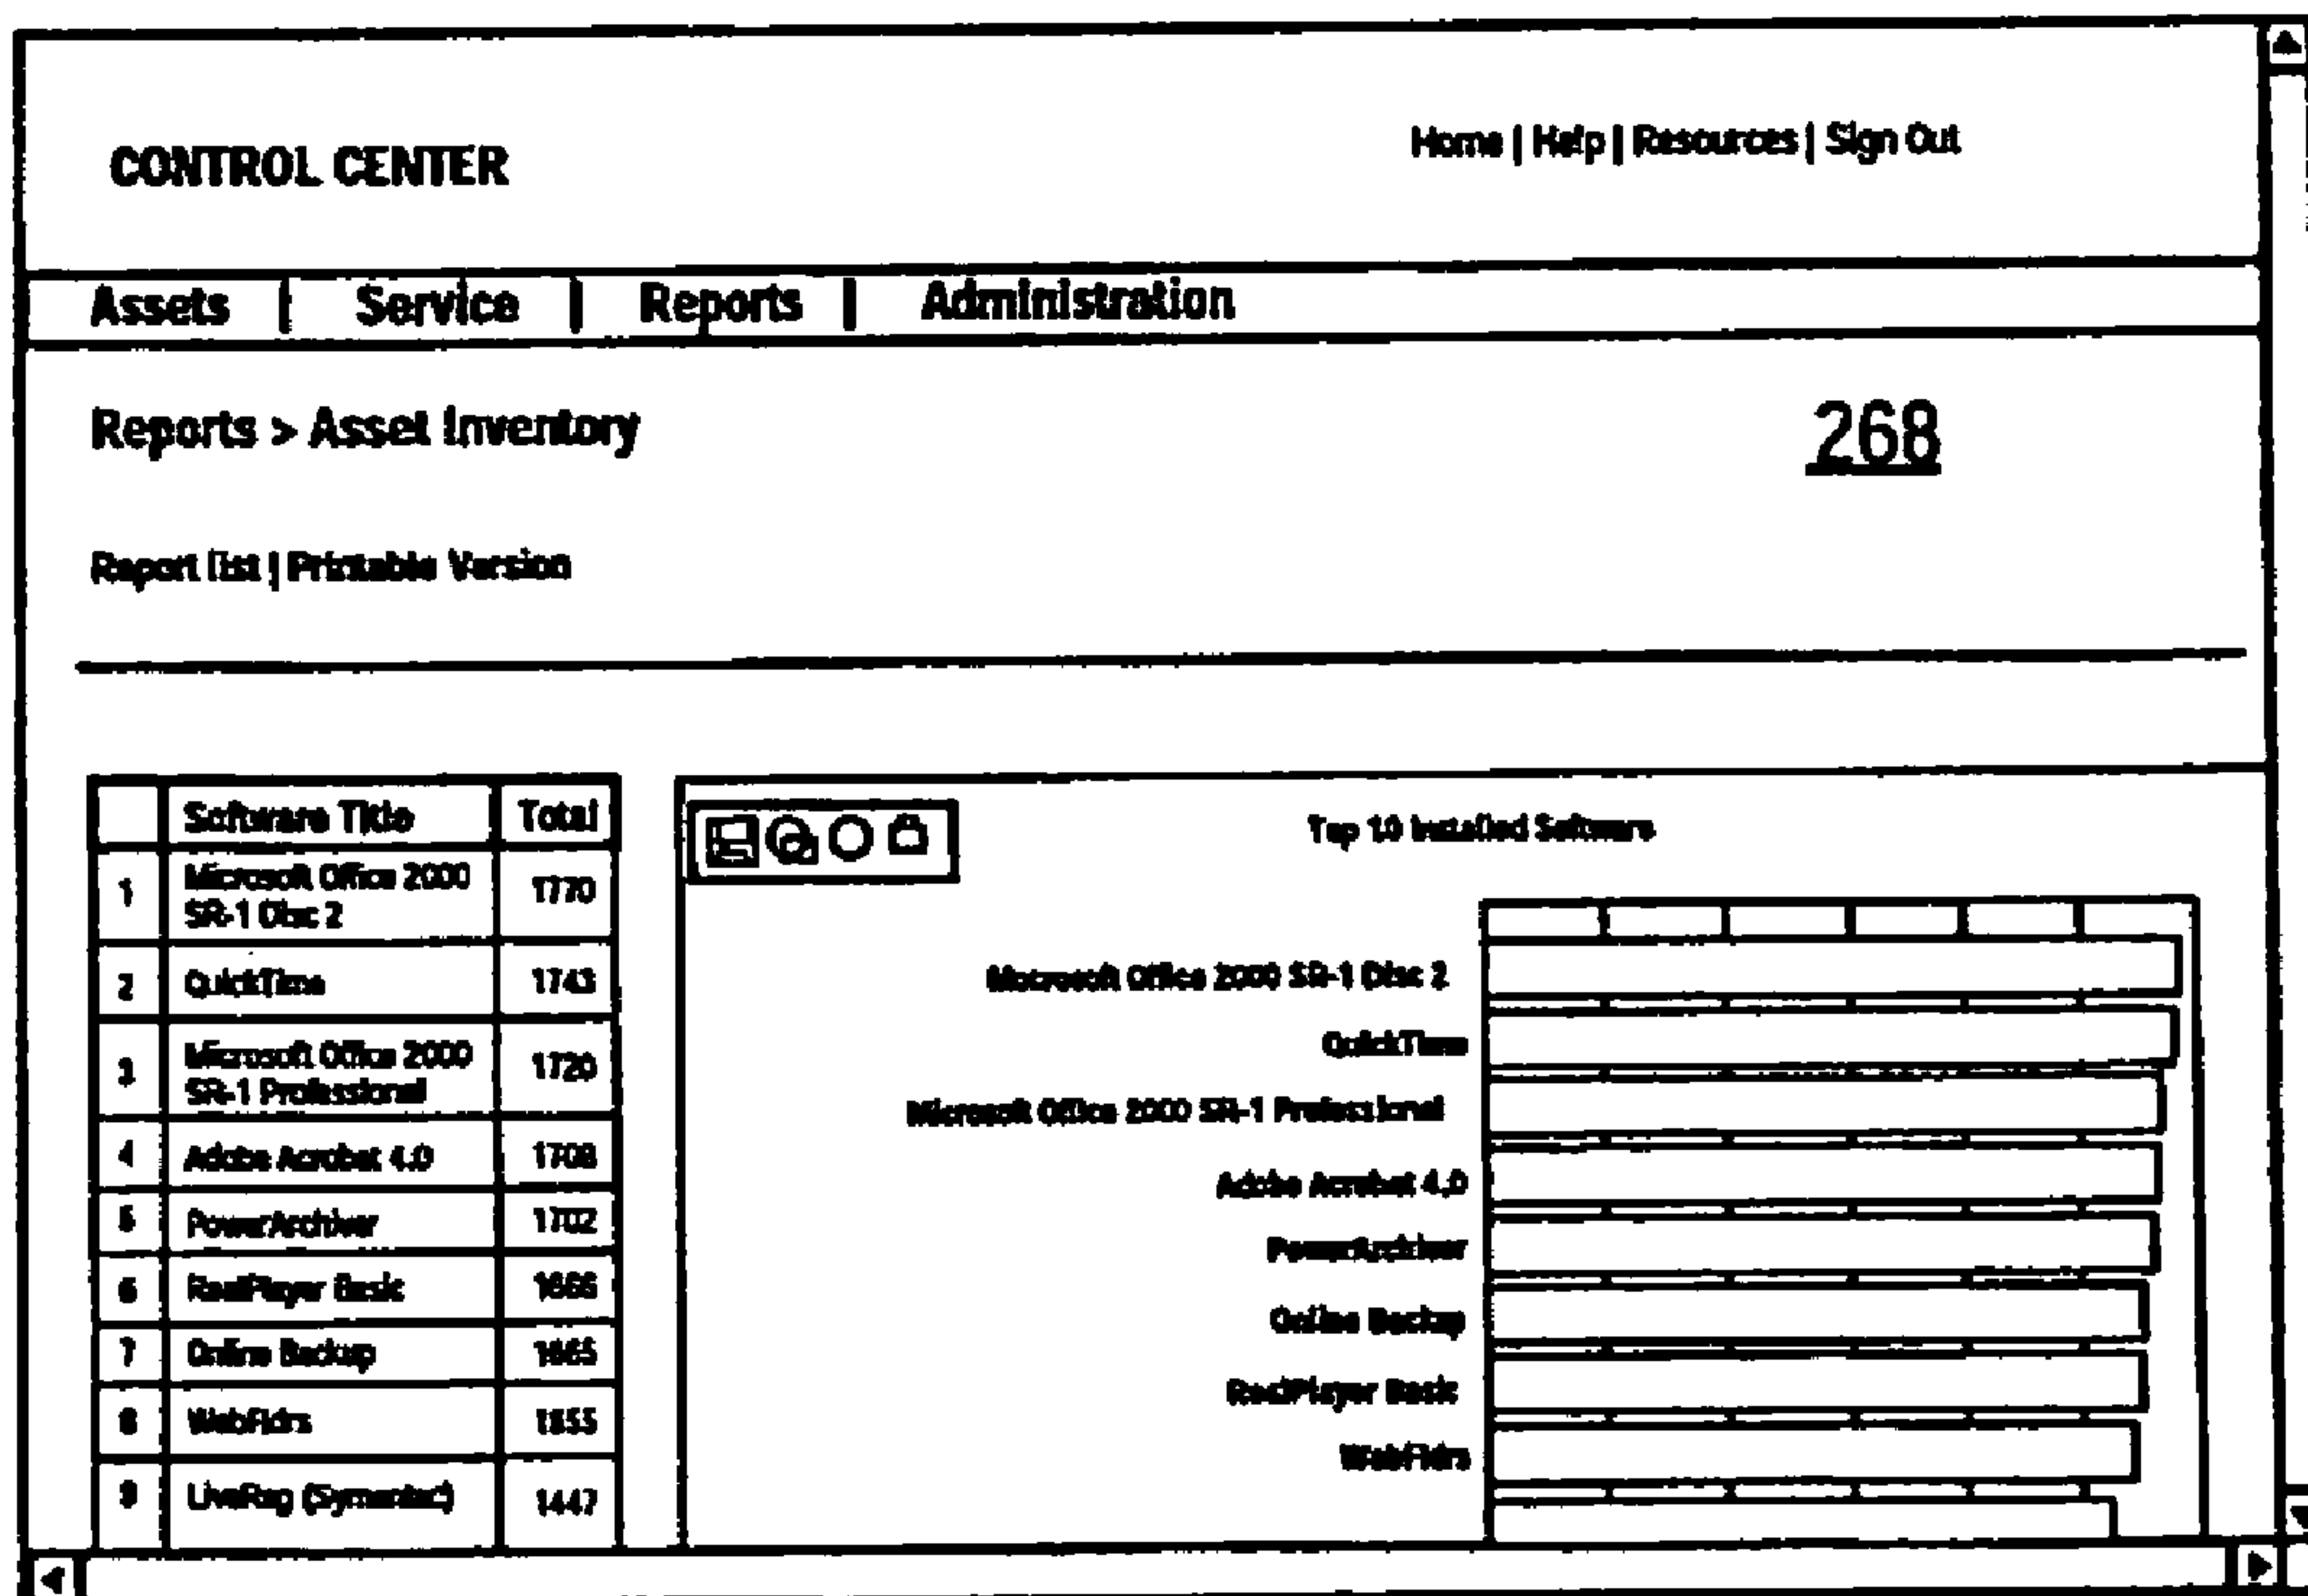 CONTROL CENTER
Home | Help | Resources | Sign Out
Assets | Service | Reports | Administration
Reports > Asset Inventory
268
Report list | Printable Version
Software Title Total
1 Microsoft Office 2000 SR-1 Disc 2 1770
2 QuickTime 1743
3 Microsoft Office 2000 SR-1 Professional 1720
4 Adobe Acrobat 4.0 1708
5 PowerArchiver 1702
6 RealPlayer Basic 1666
7 Online Backup 1665
8 WebFldrs
9 LiveReg (Symantec) 1447
Top 10 Installed Software
Microsoft Office 2000 SR-1 Disc 2
QuickTime
Microsoft Office 2000 SR-1 Professional
Adobe Acrobat 4.0
PowerArchiver
Online Backup
RealPlayer Basic
WebFldrs